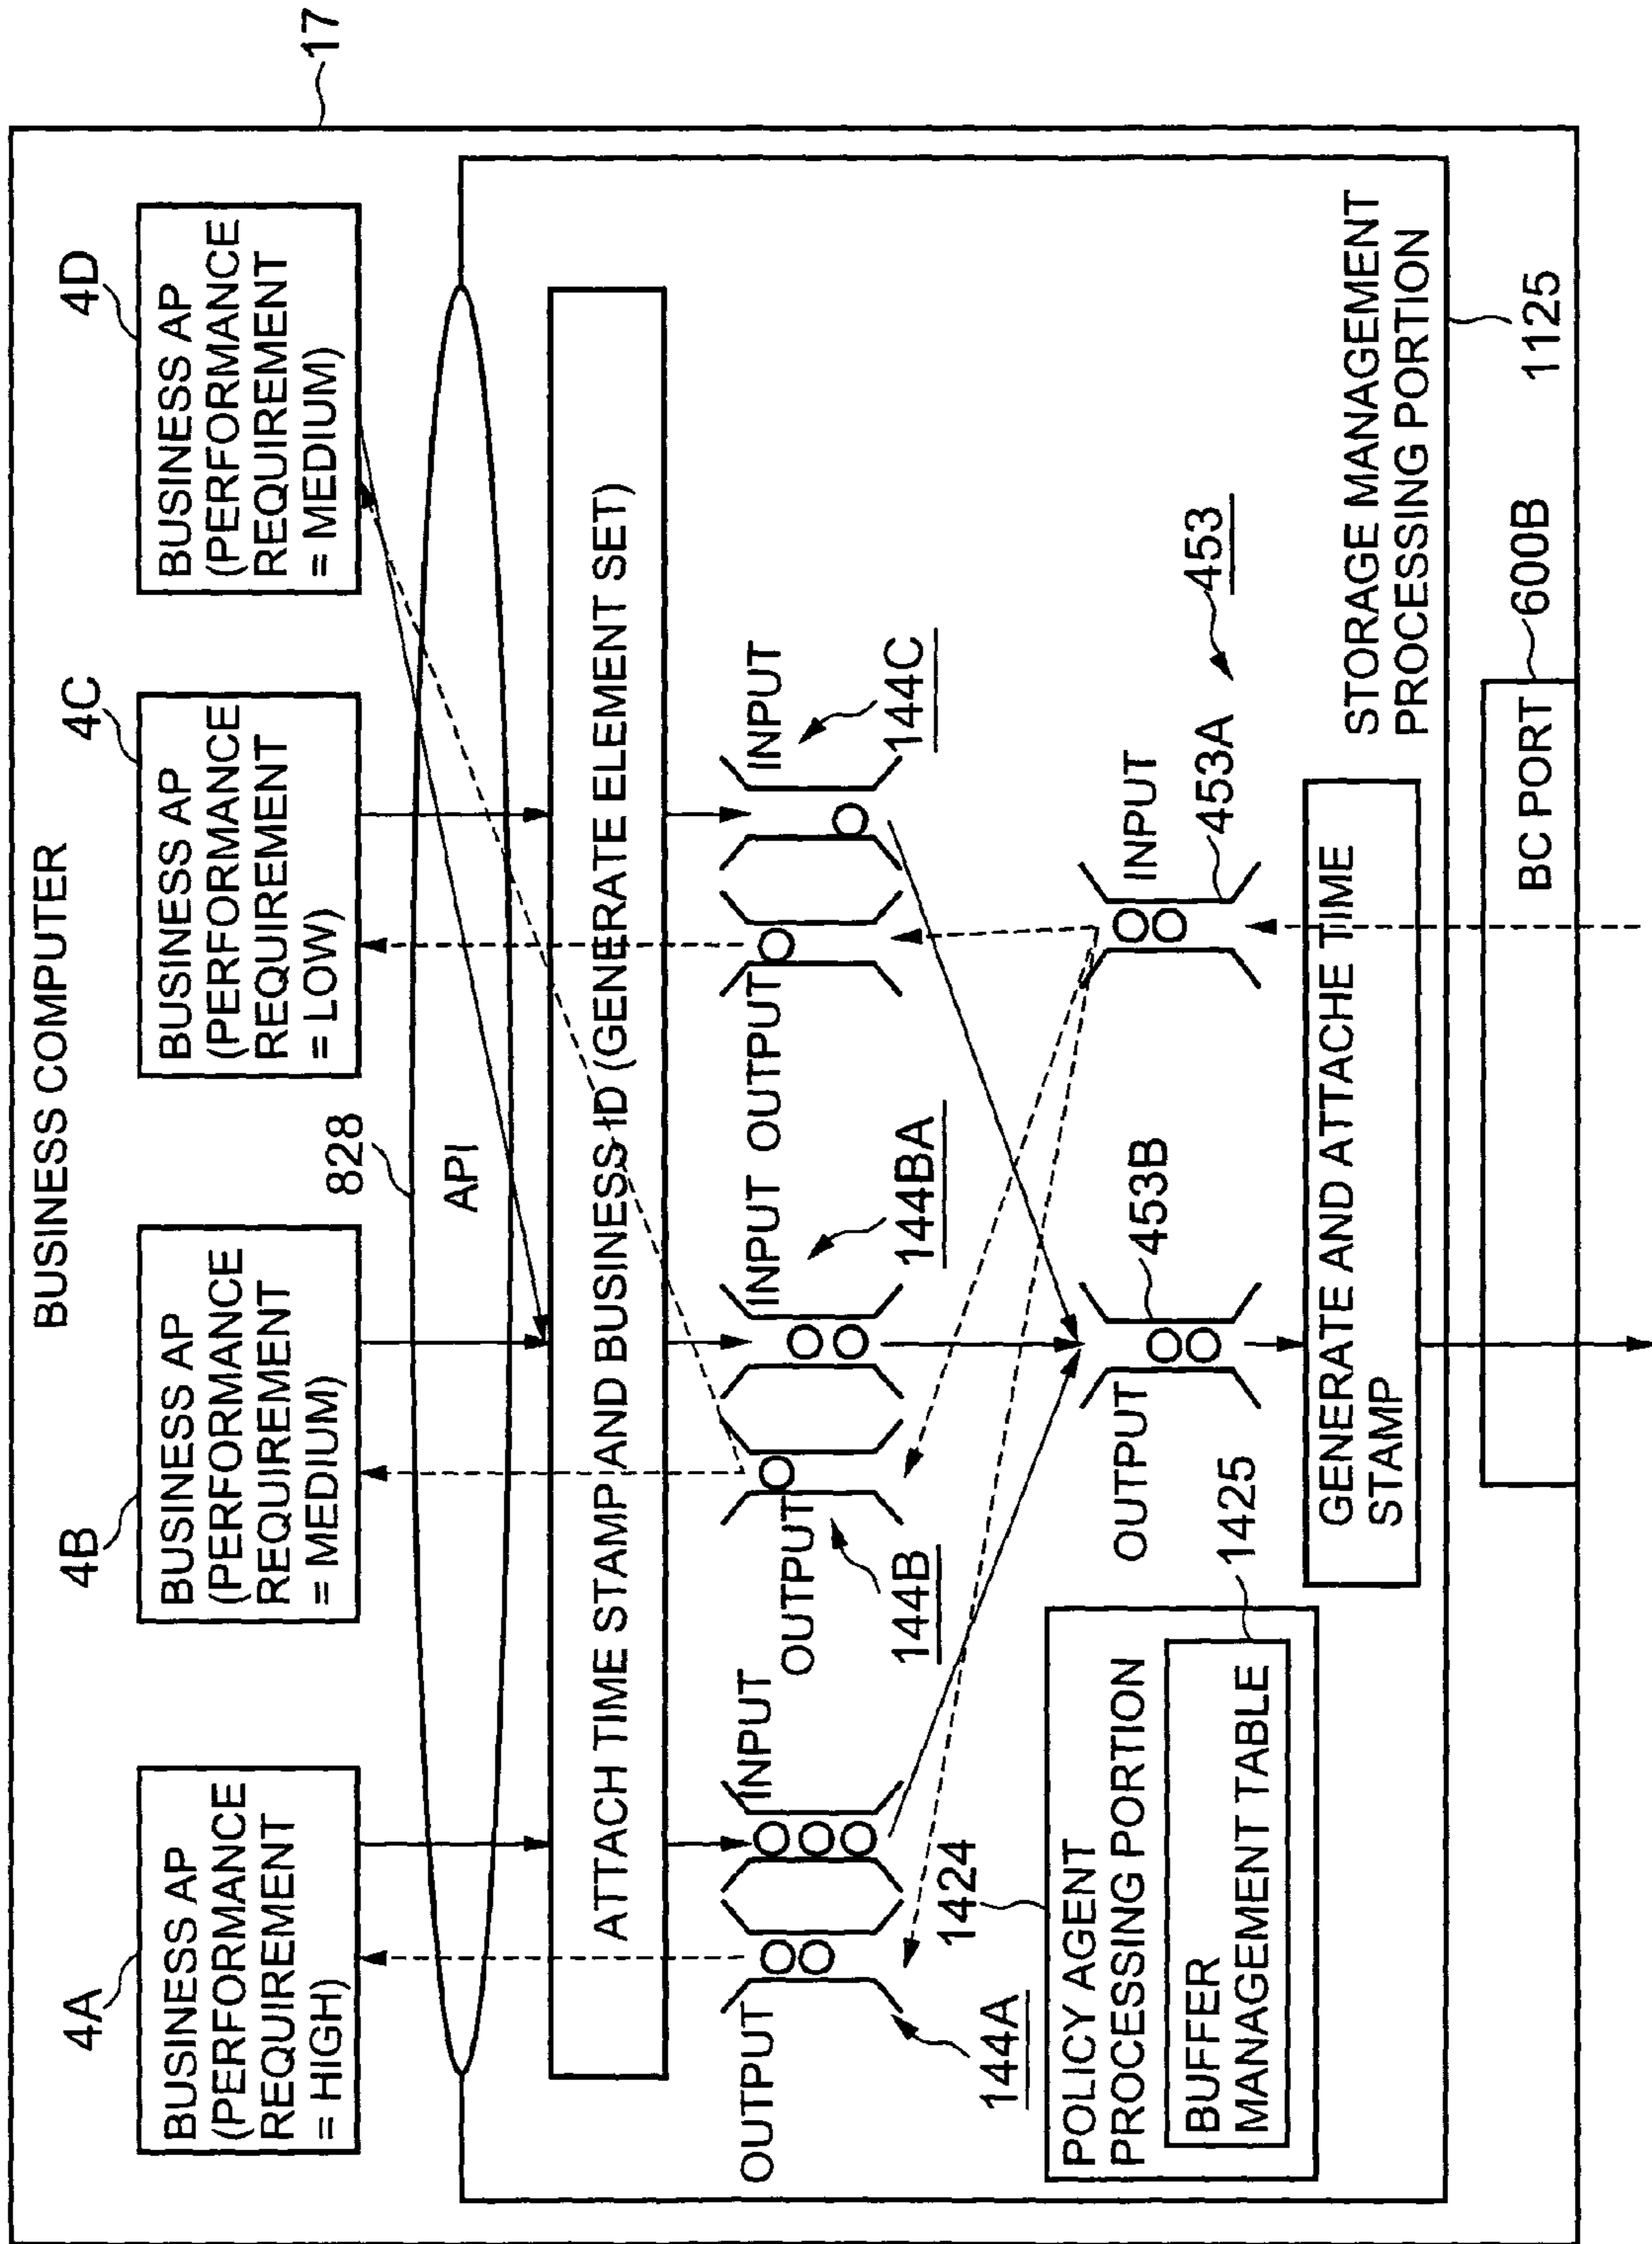 BUSINESS COMPUTER
17
4A
BUSINESS AP
(PERFORMANCE
REQUIREMENT
= HIGH)
4B
BUSINESS AP
(PERFORMANCE
REQUIREMENT
= MEDIUM)
4C
BUSINESS AP
(PERFORMANCE
REQUIREMENT
= LOW)
4D
BUSINESS AP
(PERFORMANCE
REQUIREMENT
= MEDIUM)
828
API
ATTACH TIME STAMP AND BUSINESS ID (GENERATE ELEMENT SET)
OUTPUT
INPUT
144A
OUTPUT
INPUT
144B
144BA
OUTPUT
INPUT
144C
1424
POLICY AGENT
PROCESSING PORTION
BUFFER
MANAGEMENT TABLE
1425
OUTPUT
453B
INPUT
453A
453
GENERATE AND ATTACHE TIME
STAMP
STORAGE MANAGEMENT
PROCESSING PORTION
1125
BC PORT
600B